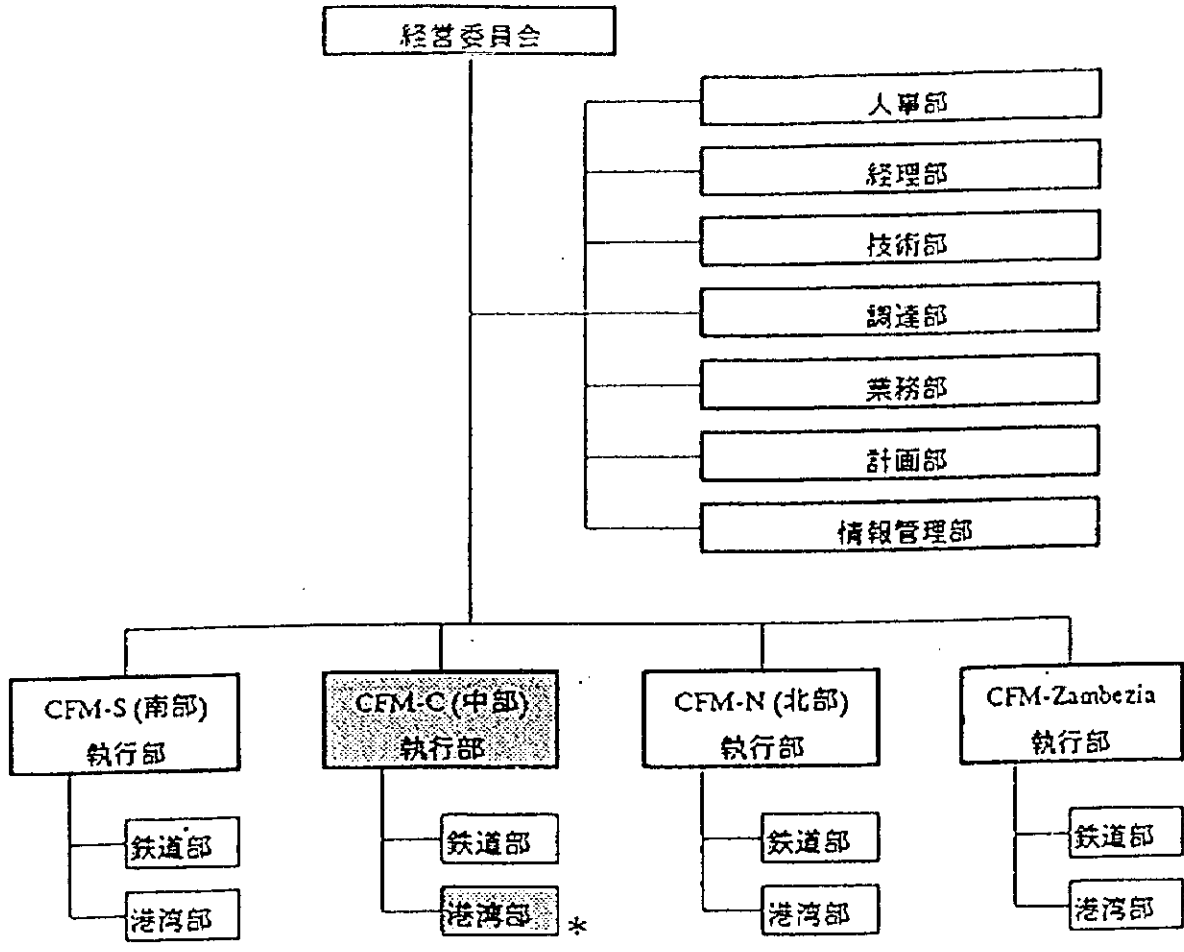 経営委員会
人事部
経理部
技術部
調達部
業務部
計画部
情報管理部
CFM-S (南部)
執行部
CFM-C (中部)
執行部
CFM-N (北部)
執行部
CFM-Zambezia
執行部
鉄道部
鉄道部
鉄道部
鉄道部
港湾部
港湾部 *
港湾部
港湾部